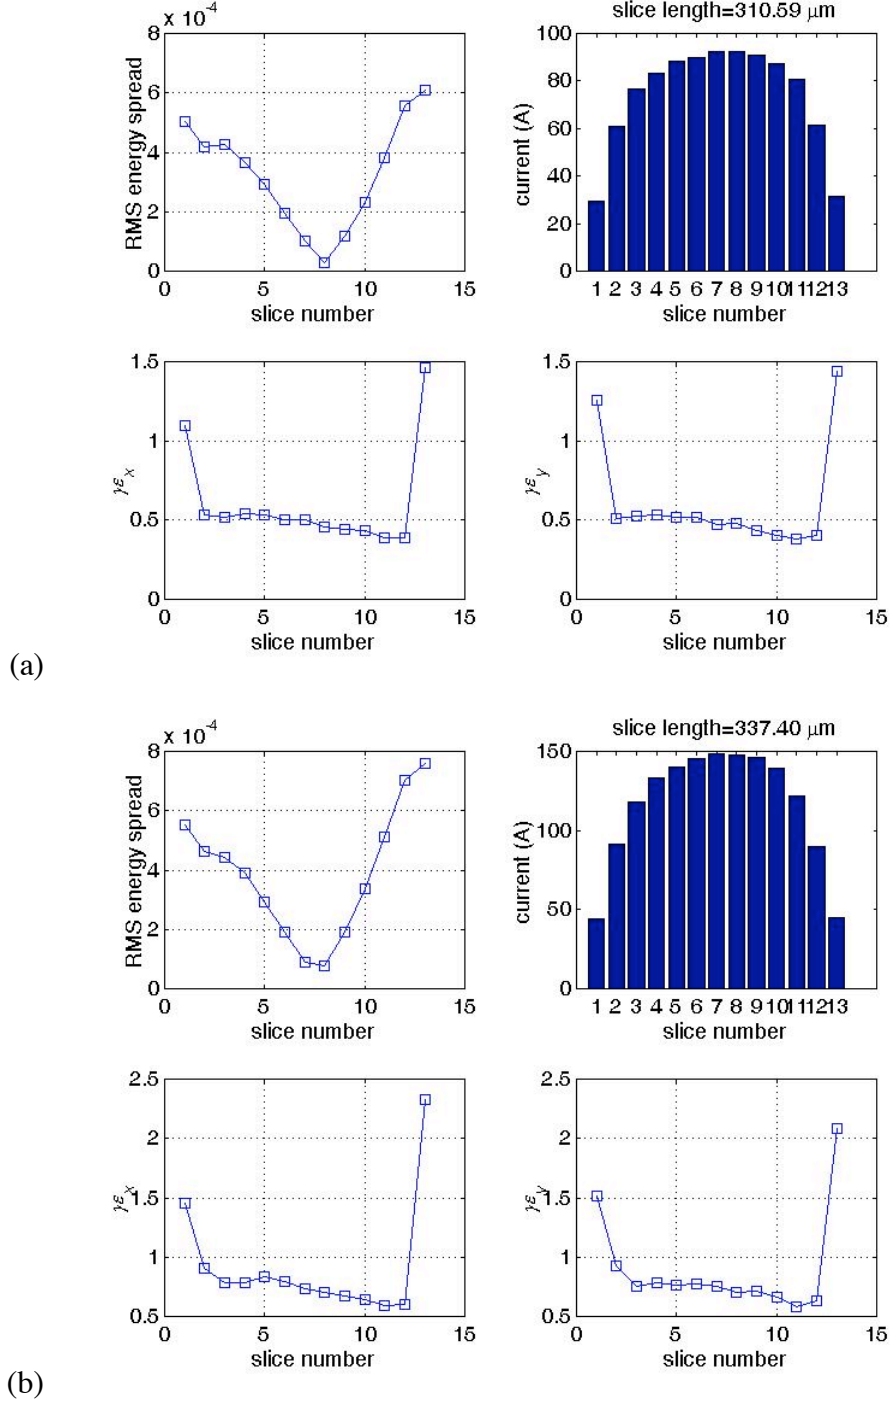 x 10⁻⁴
8
6
4
2
0
0 5 10 15
RMS energy spread
slice number
slice length=310.59 μm
100
80
60
40
20
0
1 2 3 4 5 6 7 8 9 10 11 12 13
current (A)
slice number
1.5
1
0.5
0
0 5 10 15
γε_x
slice number
1.5
1
0.5
0
0 5 10 15
γε_y
slice number
(a)
x 10⁻⁴
8
6
4
2
0
0 5 10 15
RMS energy spread
slice number
slice length=337.40 μm
150
100
50
0
1 2 3 4 5 6 7 8 9 10 11 12 13
current (A)
slice number
2.5
2
1.5
1
0.5
0 5 10 15
γε_x
slice number
2.5
2
1.5
1
0.5
0 5 10 15
γε_y
slice number
(b)